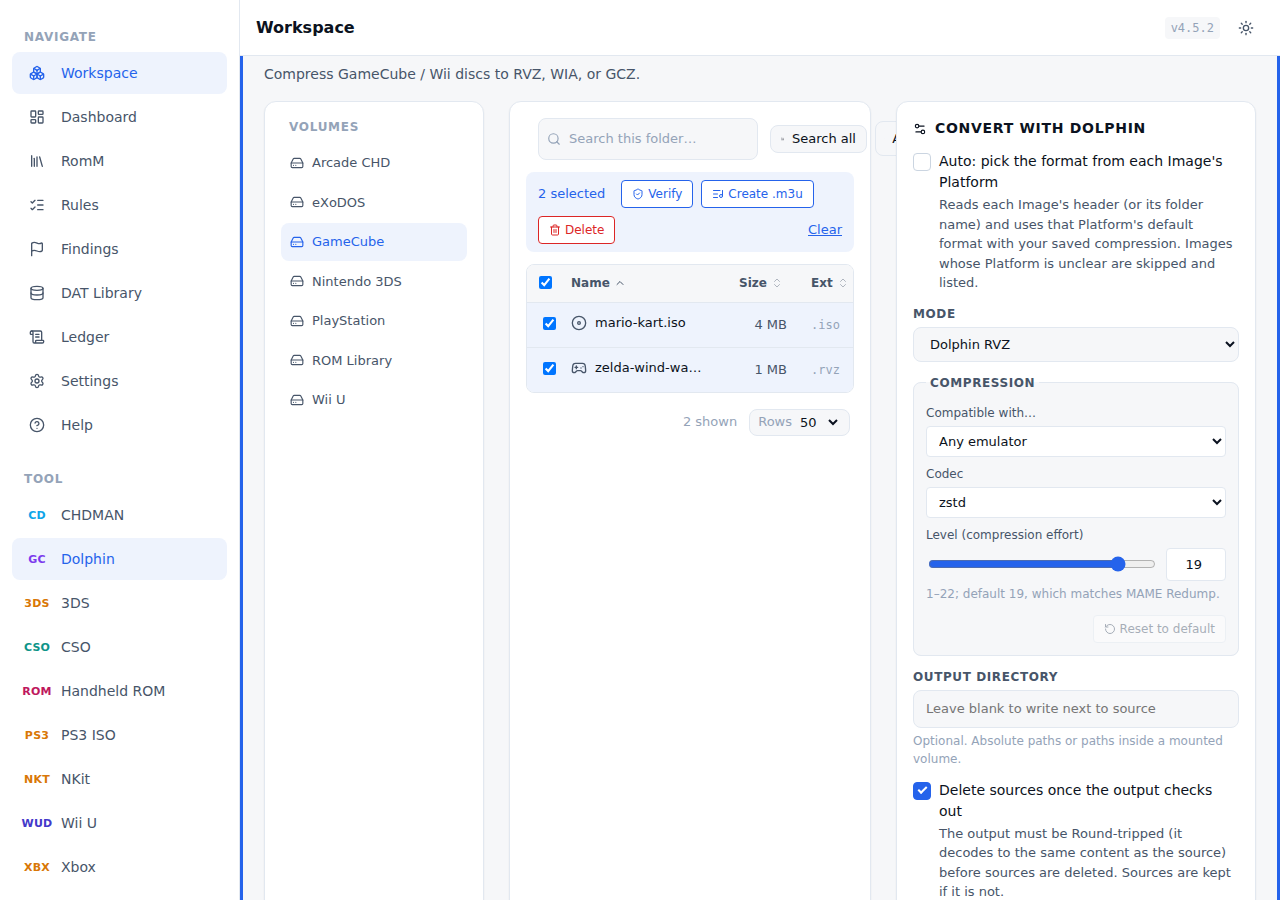 NAVIGATE
Workspace
Dashboard
RomM
Rules
Findings
DAT Library
Ledger
Settings
Help
TOOL
CD CHDMAN
GC Dolphin
3DS 3DS
CSO CSO
ROM Handheld ROM
PS3 PS3 ISO
NKT NKit
WUD Wii U
XBX Xbox
Workspace
v4.5.2
Compress GameCube / Wii discs to RVZ, WIA, or GCZ.
VOLUMES
Arcade CHD
eXoDOS
GameCube
Nintendo 3DS
PlayStation
ROM Library
Wii U
Search this folder…
Search all
2 selected
Verify
Create .m3u
Delete
Clear
Name Size Ext
mario-kart.iso 4 MB .iso
zelda-wind-wa… 1 MB .rvz
2 shown Rows 50
CONVERT WITH DOLPHIN
Auto: pick the format from each Image's
Platform
Reads each Image's header (or its folder
name) and uses that Platform's default
format with your saved compression. Images
whose Platform is unclear are skipped and
listed.
MODE
Dolphin RVZ
COMPRESSION
Compatible with…
Any emulator
Codec
zstd
Level (compression effort)
19
1–22; default 19, which matches MAME Redump.
Reset to default
OUTPUT DIRECTORY
Leave blank to write next to source
Optional. Absolute paths or paths inside a mounted
volume.
Delete sources once the output checks
out
The output must be Round-tripped (it
decodes to the same content as the source)
before sources are deleted. Sources are kept
if it is not.